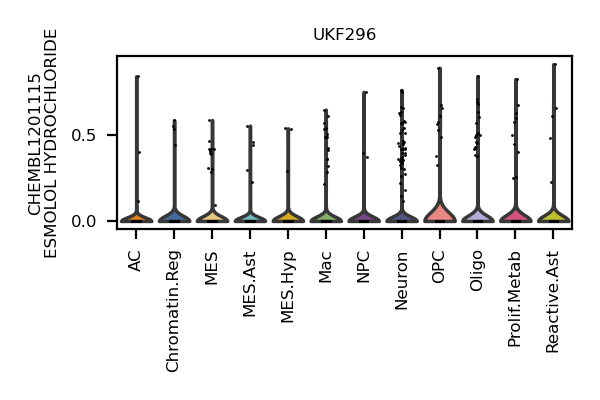 UKF296
CHEMBL1201115
ESMOLOL HYDROCHLORIDE
0.5
0.0
AC
Chromatin.Reg
MES
MES.Ast
MES.Hyp
Mac
NPC
Neuron
OPC
Oligo
Prolif.Metab
Reactive.Ast